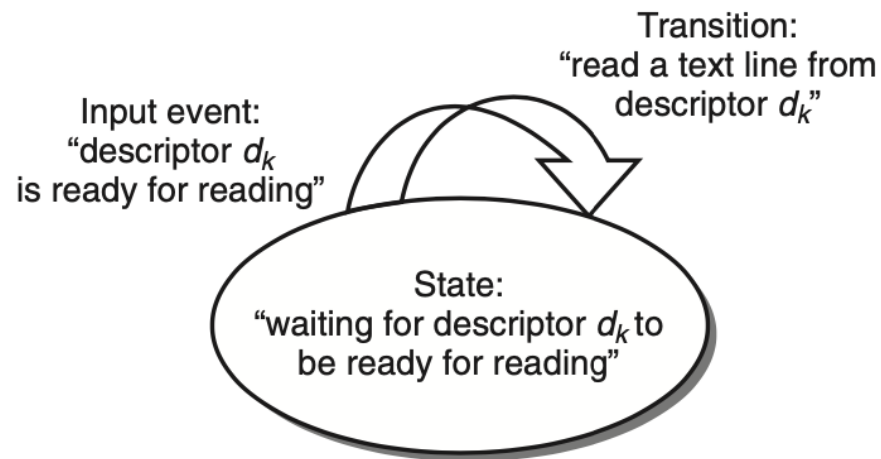 Transition:
“read a text line from
descriptor dk”
Input event:
“descriptor dk
is ready for reading”
State:
“waiting for descriptor dk to
be ready for reading”